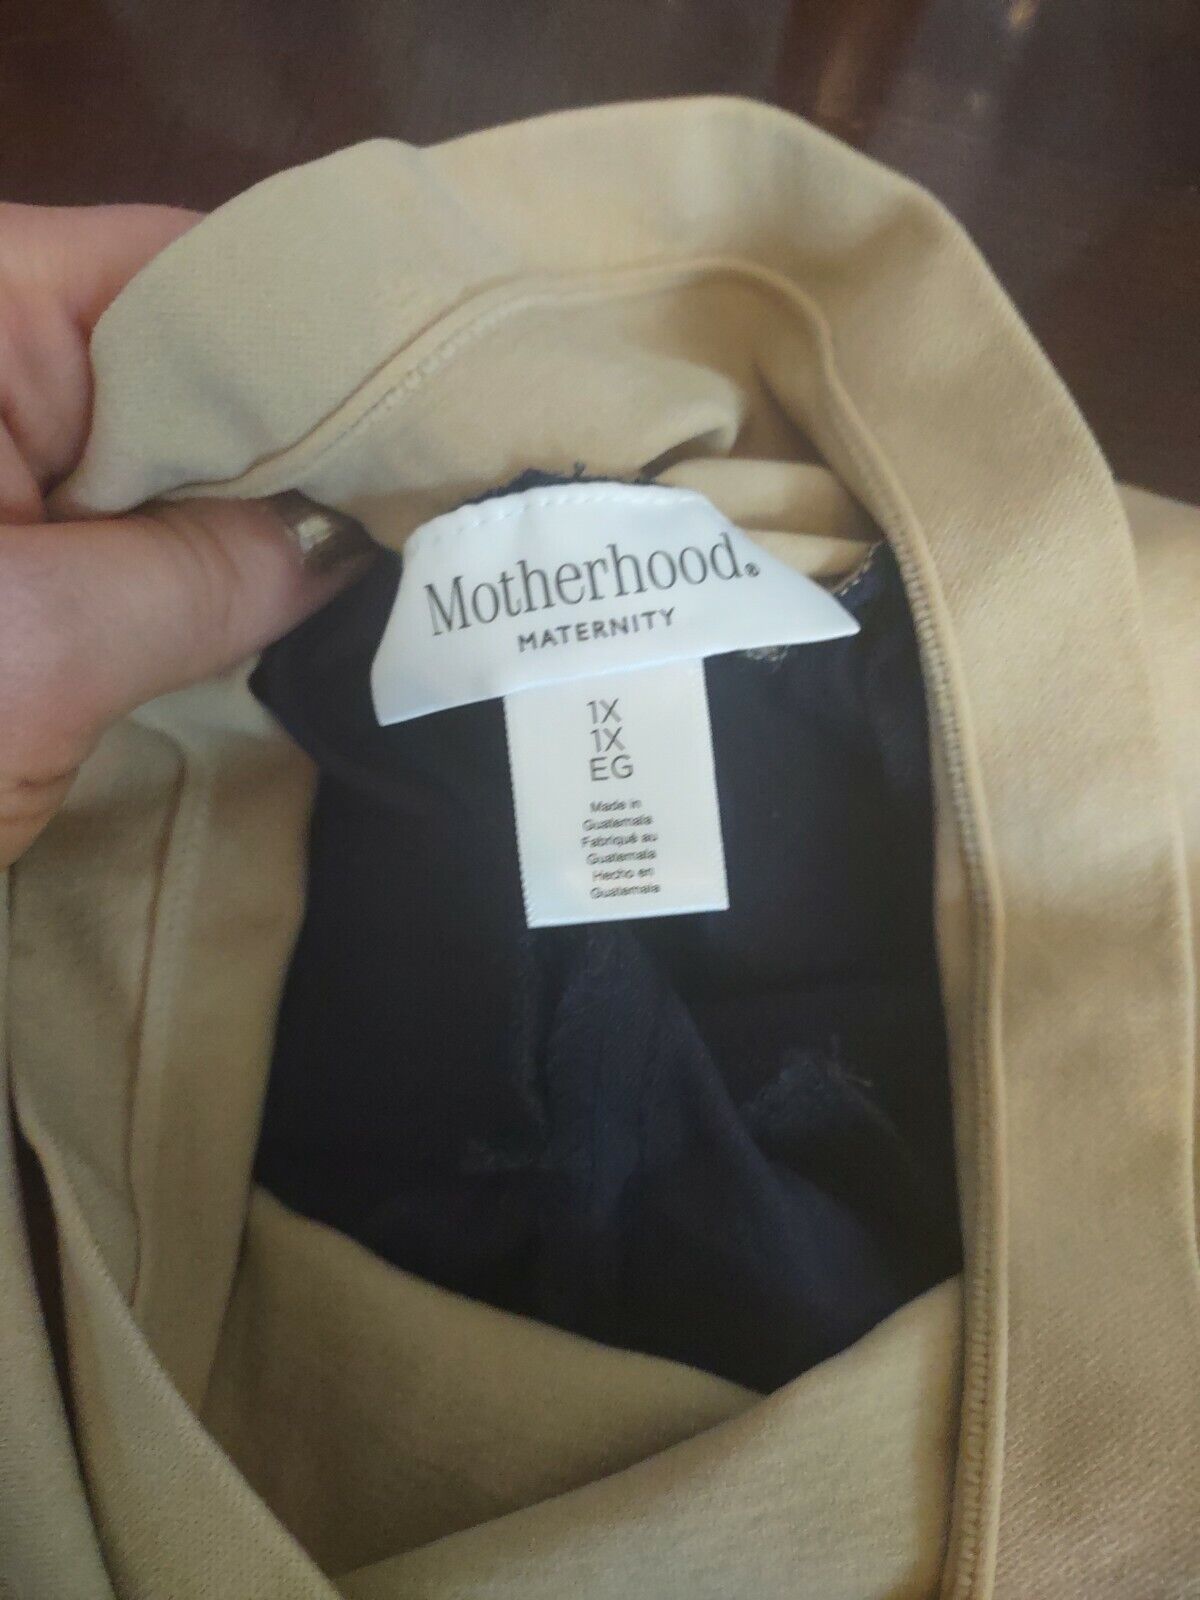 Motherhood®
MATERNITY
1X
1X
EG
Made in
Guatemala
Fabriqué au
Guatemala
Hecho en
Guatemala